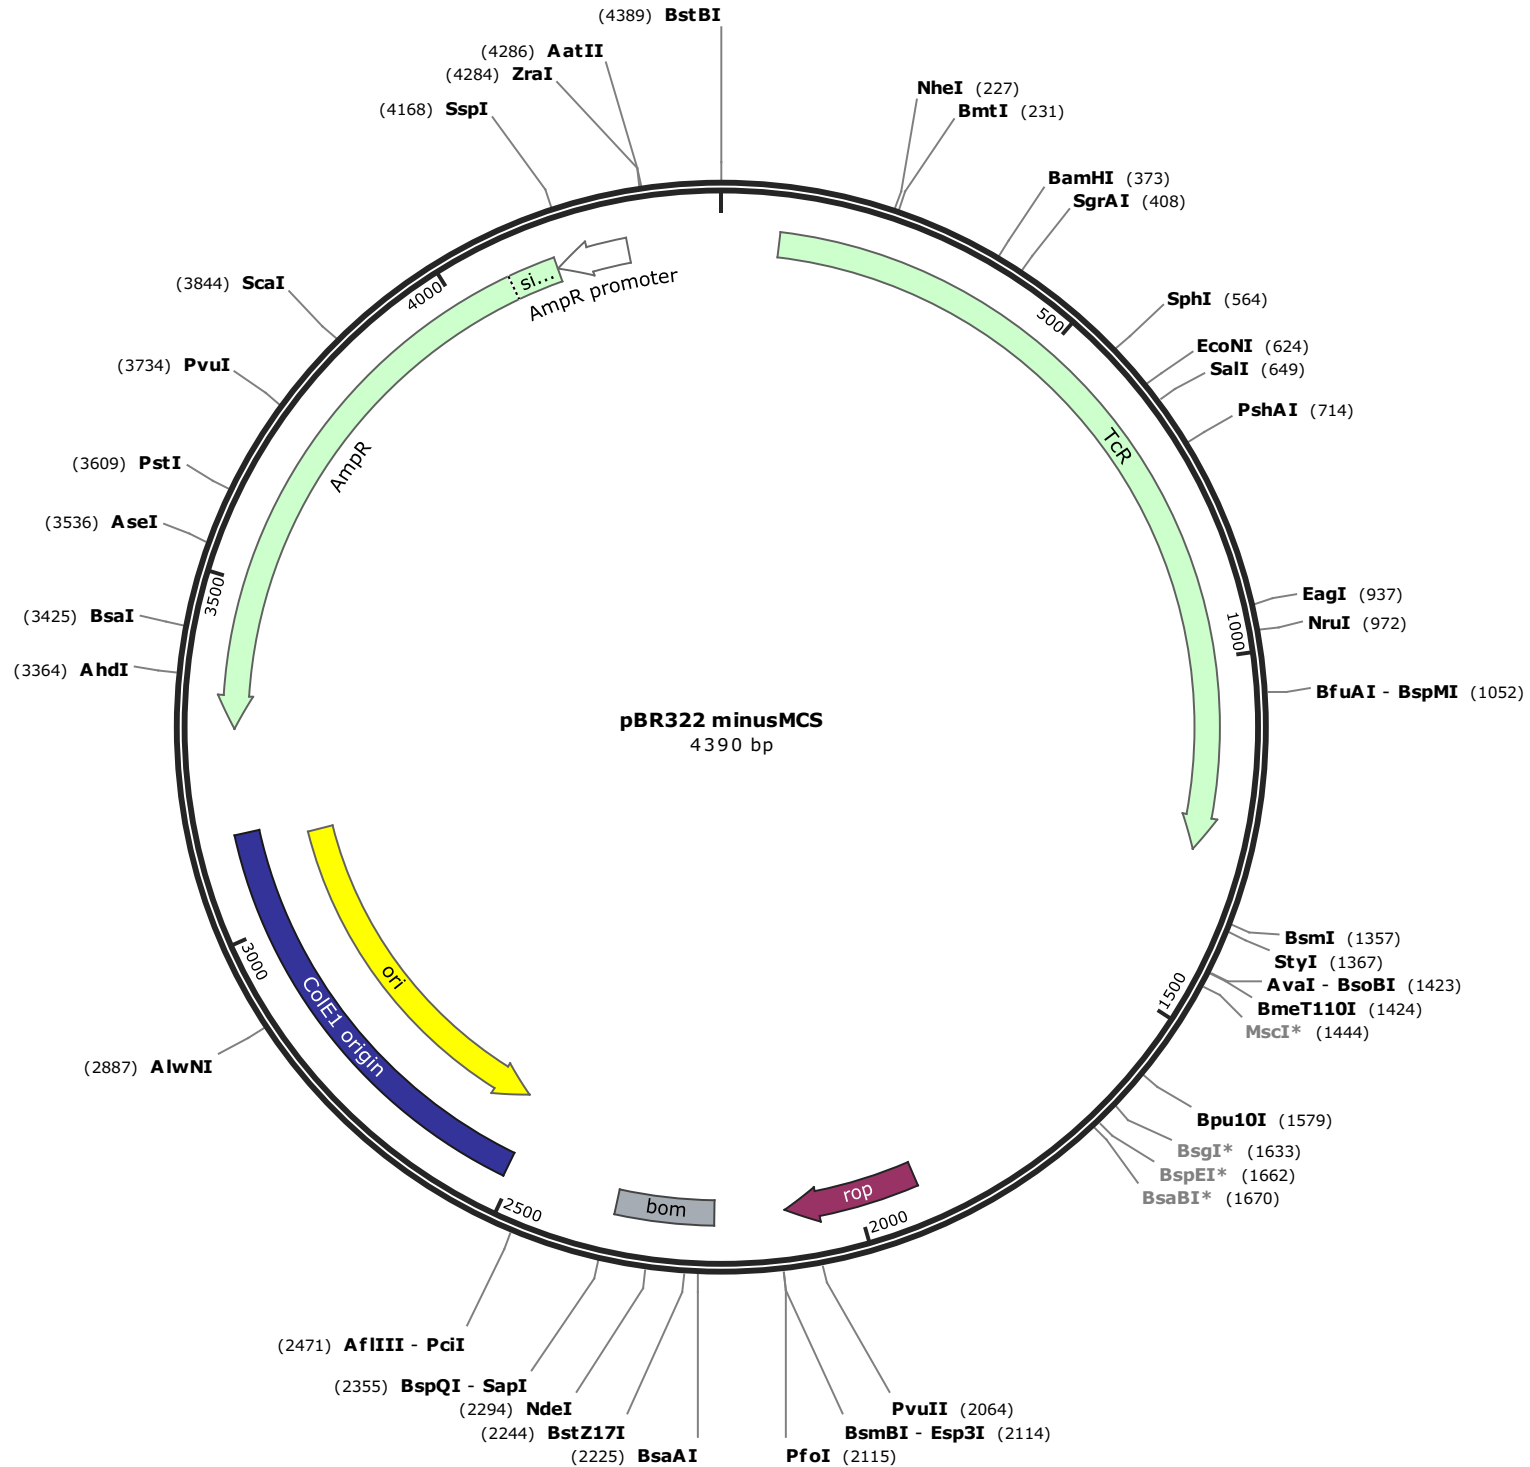 (4389) BstBI
(4286) AatII
(4284) ZraI
(4168) SspI
NheI (227)
BmtI (231)
BamHI (373)
SgrAI (408)
SphI (564)
EcoNI (624)
SalI (649)
PshAI (714)
EagI (937)
NruI (972)
BfuAI - BspMI (1052)
BsmI (1357)
StyI (1367)
AvaI - BsoBI (1423)
BmeT110I (1424)
MscI* (1444)
Bpu10I (1579)
BsgI* (1633)
BspEI* (1662)
BsaBI* (1670)
PvuII (2064)
BsmBI - Esp3I (2114)
PfoI (2115)
(2225) BsaAI
(2244) BstZ17I
(2294) NdeI
(2355) BspQI - SapI
(2471) AflIII - PciI
(2887) AlwNI
(3364) AhdI
(3425) BsaI
(3536) AseI
(3609) PstI
(3734) PvuI
(3844) ScaI
500
1000
1500
2000
2500
3000
3500
4000
si...
AmpR promoter
AmpR
TcR
ori
ColE1 origin
bom
rop
pBR322 minusMCS
4390 bp